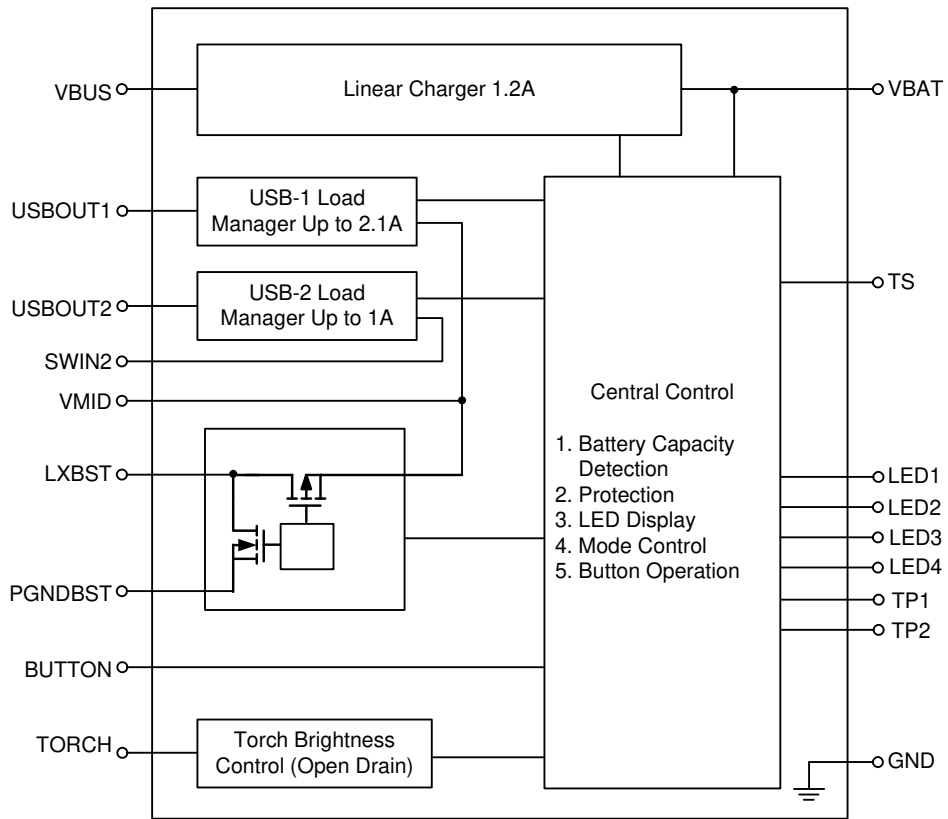 Linear Charger 1.2A
VBUS
VBAT
USB-1 Load
Manager Up to 2.1A
USBOUT1
USB-2 Load
Manager Up to 1A
USBOUT2
SWIN2
VMID
LXBST
PGNDBST
BUTTON
TORCH
Torch Brightness
Control (Open Drain)
Central Control
1. Battery Capacity
Detection
2. Protection
3. LED Display
4. Mode Control
5. Button Operation
TS
LED1
LED2
LED3
LED4
TP1
TP2
GND